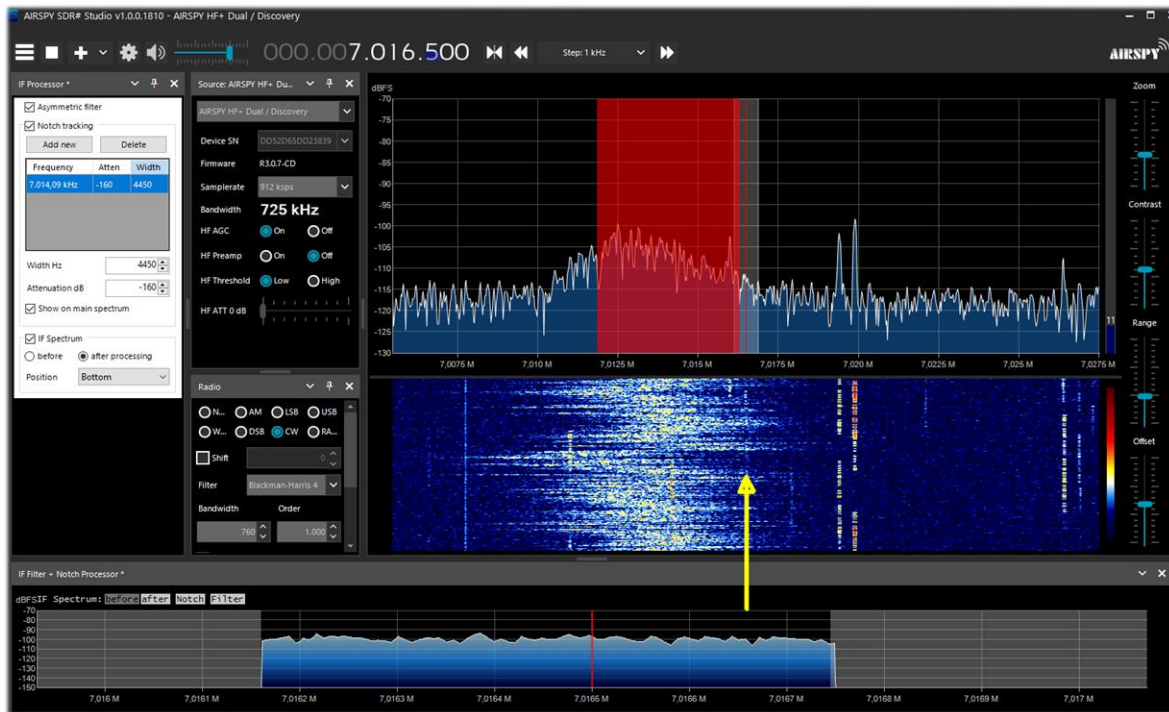 AIRSPY SDR# Studio v1.0.0.1810 - AIRSPY HF+ Dual / Discovery
000.007.016.500
Step: 1 kHz
AIRSPY
IF Processor *
Asymmetric filter
Notch tracking
Add new Delete
Frequency Atten Width
7.014,09 kHz -160 4450
Width Hz 4450
Attenuation dB -160
Show on main spectrum
IF Spectrum
before after processing
Position Bottom
Source: AIRSPY HF+ Du...
AIRSPY HF+ Dual / Discovery
Device SN DD52D65DD23839
Firmware R3.0.7-CD
Samplerate 912 ksps
Bandwidth 725 kHz
HF AGC On Off
HF Preamp On Off
HF Threshold Low High
HF ATT 0 dB
Radio
N... AM LSB USB
W... DSB CW RA...
Shift 0
Filter Blackman-Harris 4
Bandwidth Order
760 1.000
dBFS
-70
-75
-80
-85
-90
-95
-100
-105
-110
-115
-120
-125
-130
7,0075 M 7,010 M 7,0125 M 7,015 M 7,0175 M 7,020 M 7,0225 M 7,025 M 7,0275 M
11
Zoom
Contrast
Range
Offset
IF Filter + Notch Processor *
dBFS IF Spectrum: before after Notch Filter
-70
-80
-90
-100
-110
-120
-130
-140
-150
7,016 M 7,0161 M 7,0162 M 7,0163 M 7,0164 M 7,0165 M 7,0166 M 7,0167 M 7,0168 M 7,0169 M 7,017 M